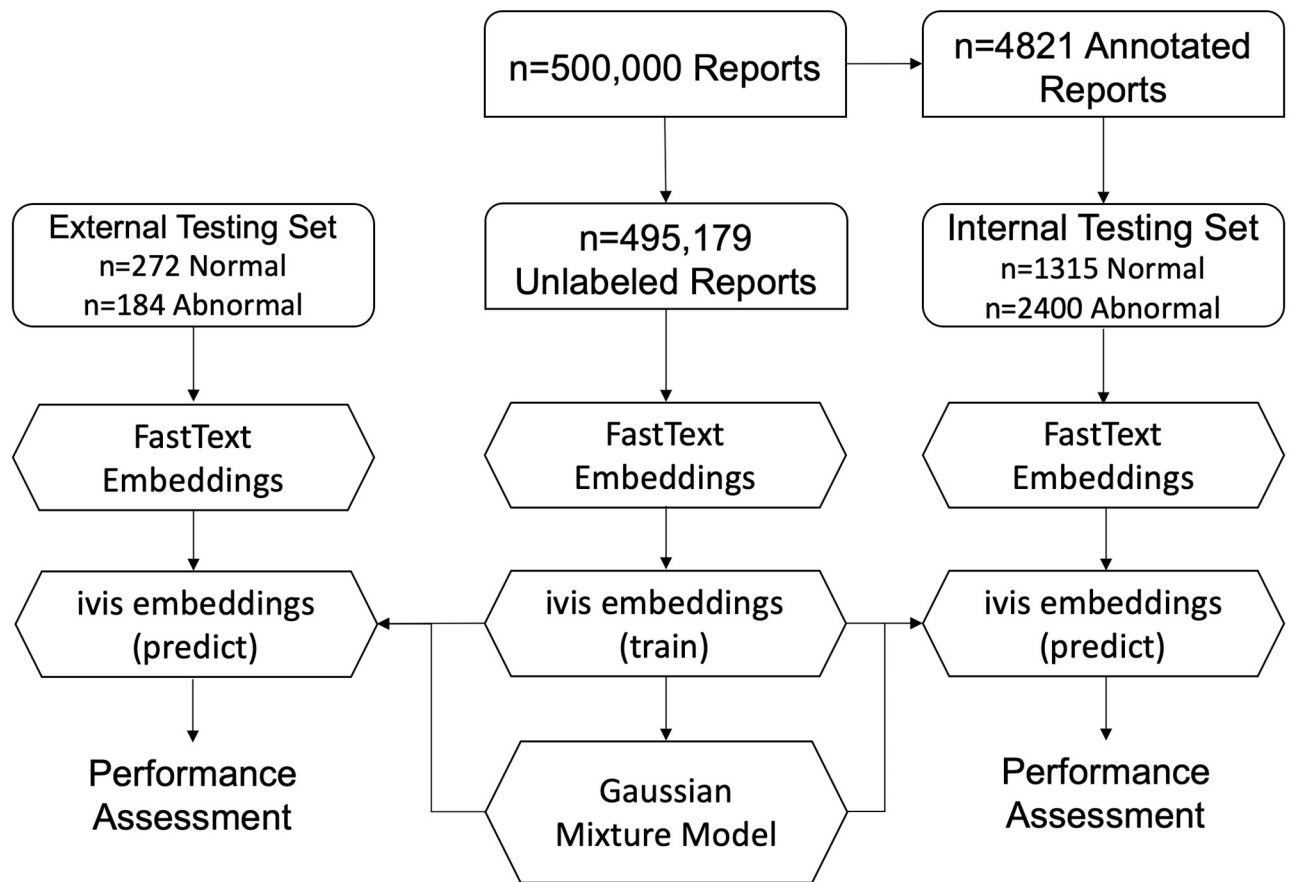 n=500,000 Reports
n=4821 Annotated
Reports
External Testing Set
n=272 Normal
n=184 Abnormal
n=495,179
Unlabeled Reports
Internal Testing Set
n=1315 Normal
n=2400 Abnormal
FastText
Embeddings
FastText
Embeddings
FastText
Embeddings
ivis embeddings
(predict)
ivis embeddings
(train)
ivis embeddings
(predict)
Performance
Assessment
Gaussian
Mixture Model
Performance
Assessment